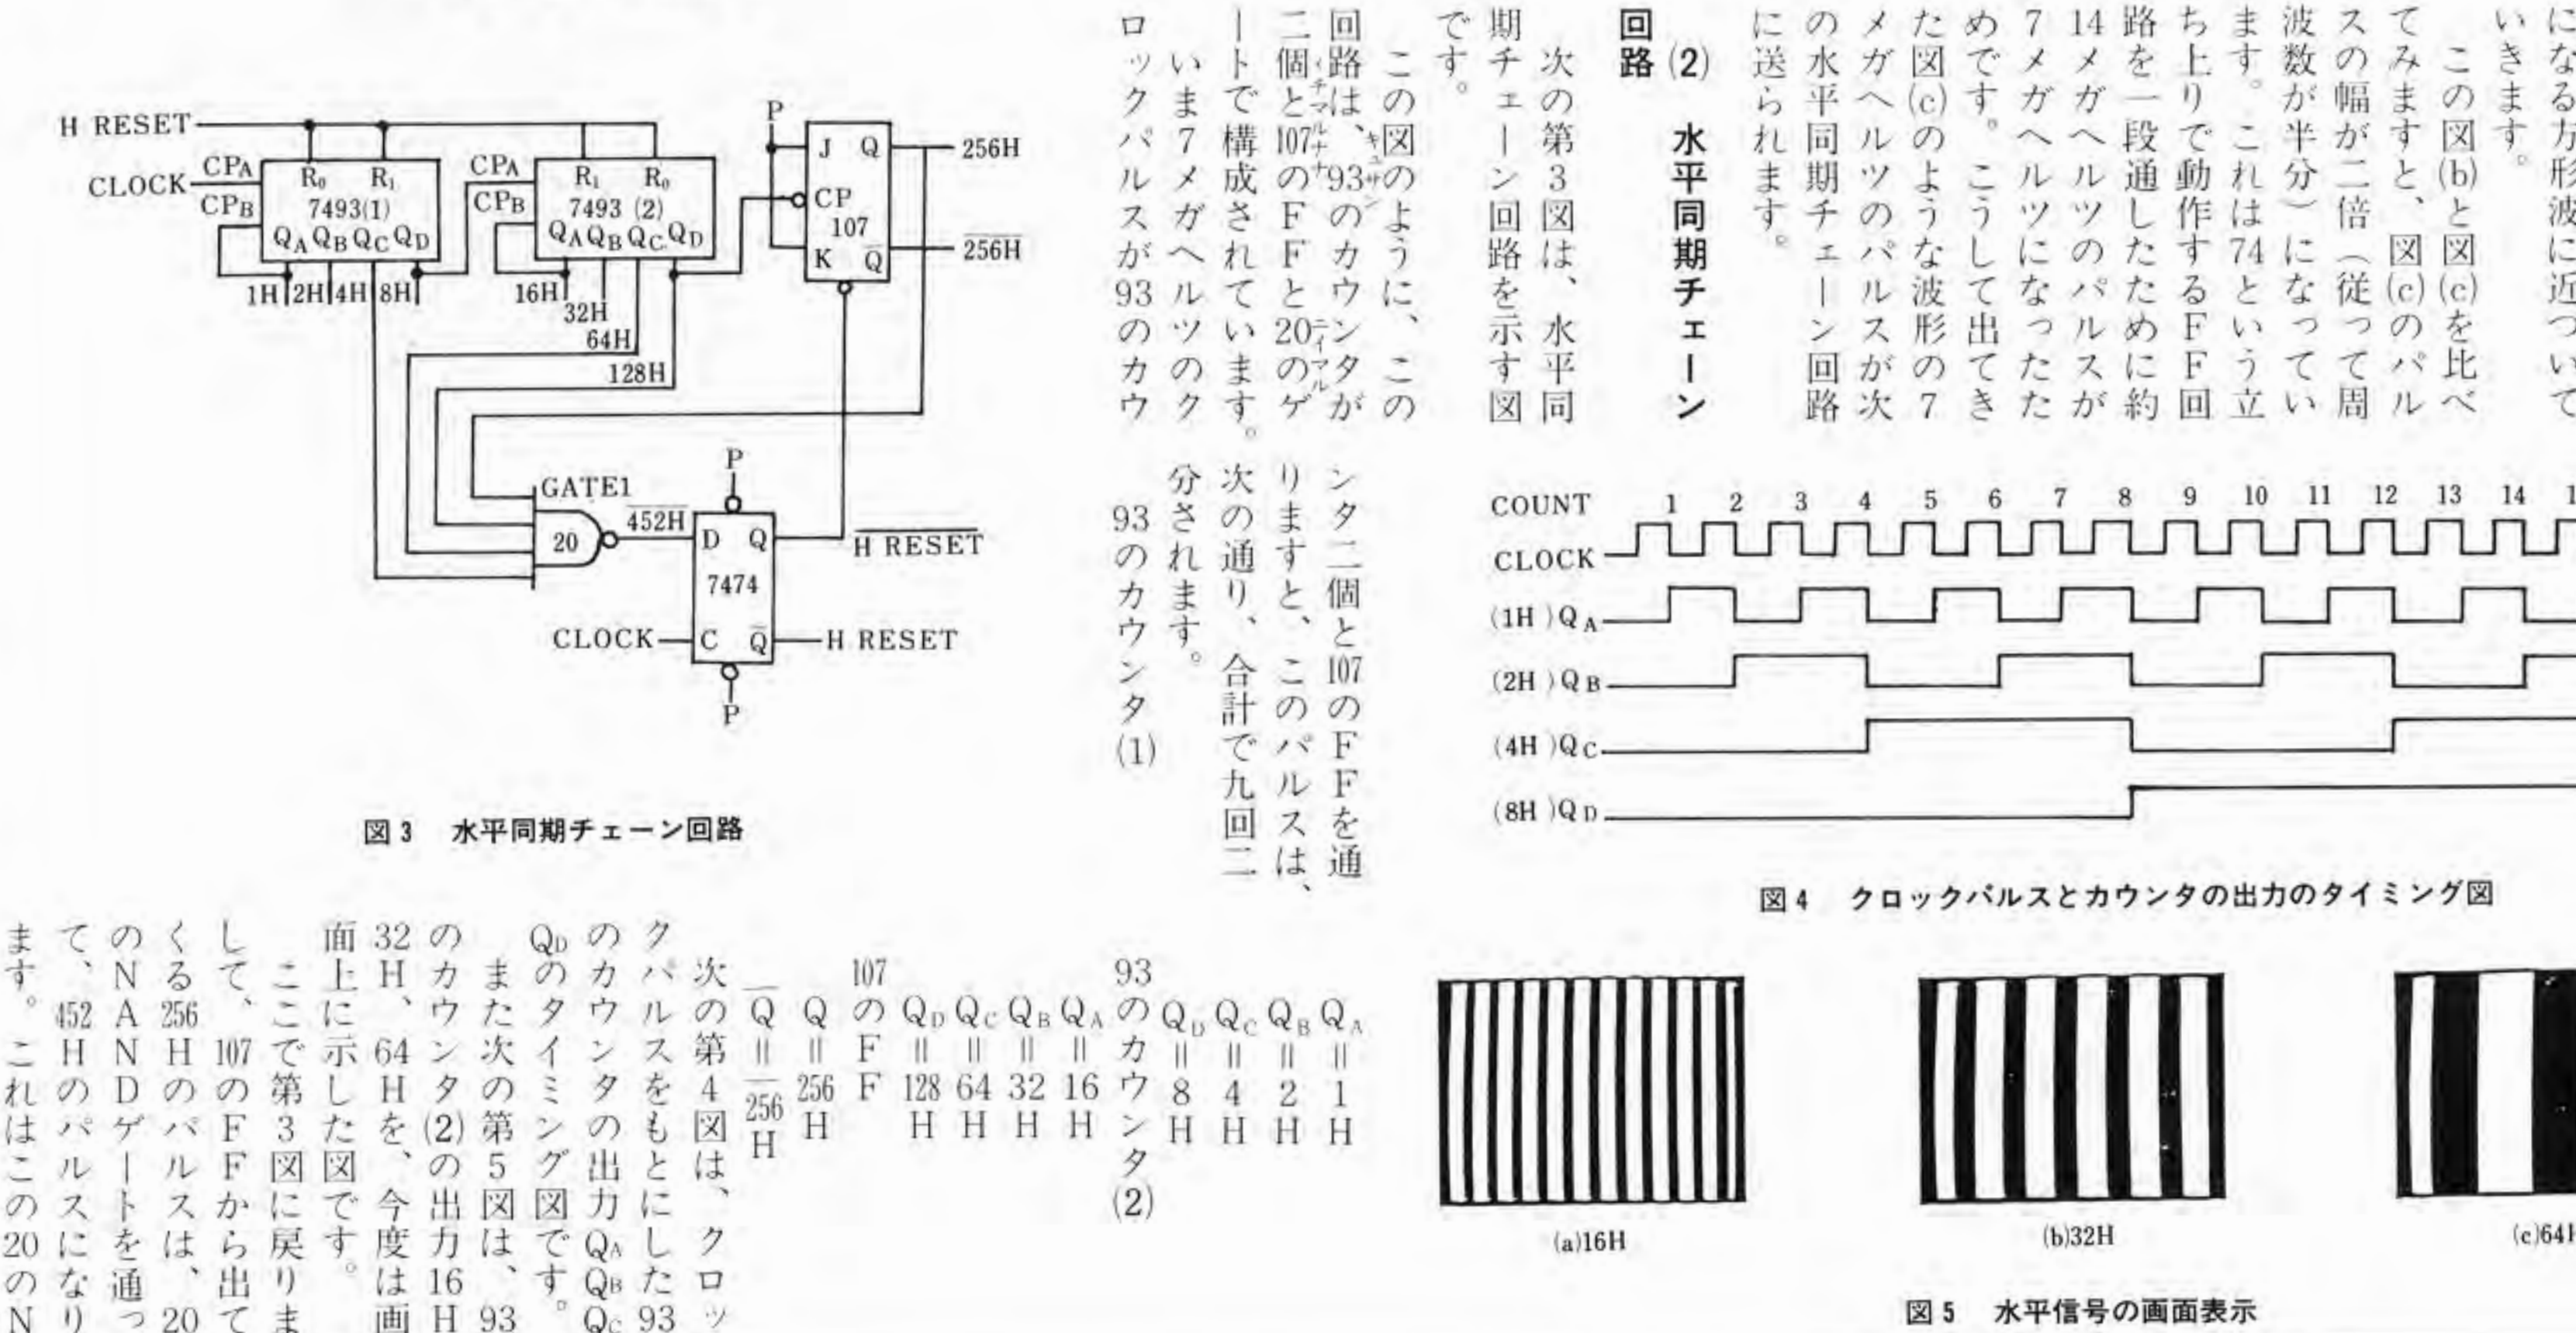 になる方形波に近づいて
いきます。
この図(b)と図(c)を比べ
てみますと、図(c)のパル
スの幅が二倍（従って周
波数が半分）になってい
ます。これは74という立
ち上りで動作するFF回
路を一段通したために約
14メガヘルツのパルスが
7メガヘルツになったた
めです。こうして出てき
た図(c)のような波形の7
メガヘルツのパルスが次
の水平同期チェーン回路
に送られます。
(2) 水平同期チェーン
回路
次の第3図は、水平同
期チェーン回路を示す図
です。
この図のように、この
回路は、93のカウンタが
キュウサン
二個と107のFFと20のゲ
イチマルナナ
ニイマル
ートで構成されています。
いま7メガヘルツのク
ロックパルスが93のカウ
ンタ二個と107のFFを通
りますと、このパルスは、
次の通り、合計で九回二
分されます。
93のカウンタ(1)
QA＝1H
QB＝2H
QC＝4H
QD＝8H
93のカウンタ(2)
QA＝16H
QB＝32H
QC＝64H
QD＝128H
107のFF
Q＝256H
Q̅＝2̅5̅6̅H
次の第4図は、クロッ
クパルスをもとにした93
のカウンタの出力QA QB QC
QDのタイミング図です。
また次の第5図は、93
のカウンタ(2)の出力16H
32H、64Hを、今度は画
面上に示した図です。
ここで第3図に戻りま
して、107のFFから出て
くる256Hのパルスは、20
のNANDゲートを通っ
て、452Hのパルスになり
ます。これはこの20のN
H RESET
CLOCK
CPA
CPB
R0 R1
7493(1)
QA QB QC QD
1H 2H 4H 8H
CPA
CPB
R1 R0
7493 (2)
QA QB QC QD
16H
32H
64H
128H
P
J Q
CP
107
K Q̅
256H
2̅5̅6̅H̅
GATE1
20
4̅5̅2̅H̅
P
D Q
7474
C Q̅
P
CLOCK
H̅ R̅E̅S̅E̅T̅
H RESET
図3 水平同期チェーン回路
COUNT 1 2 3 4 5 6 7 8 9 10 11 12 13 14
CLOCK
(1H)QA
(2H)QB
(4H)QC
(8H)QD
図4 クロックパルスとカウンタの出力のタイミング図
(a)16H
(b)32H
(c)64H
図5 水平信号の画面表示